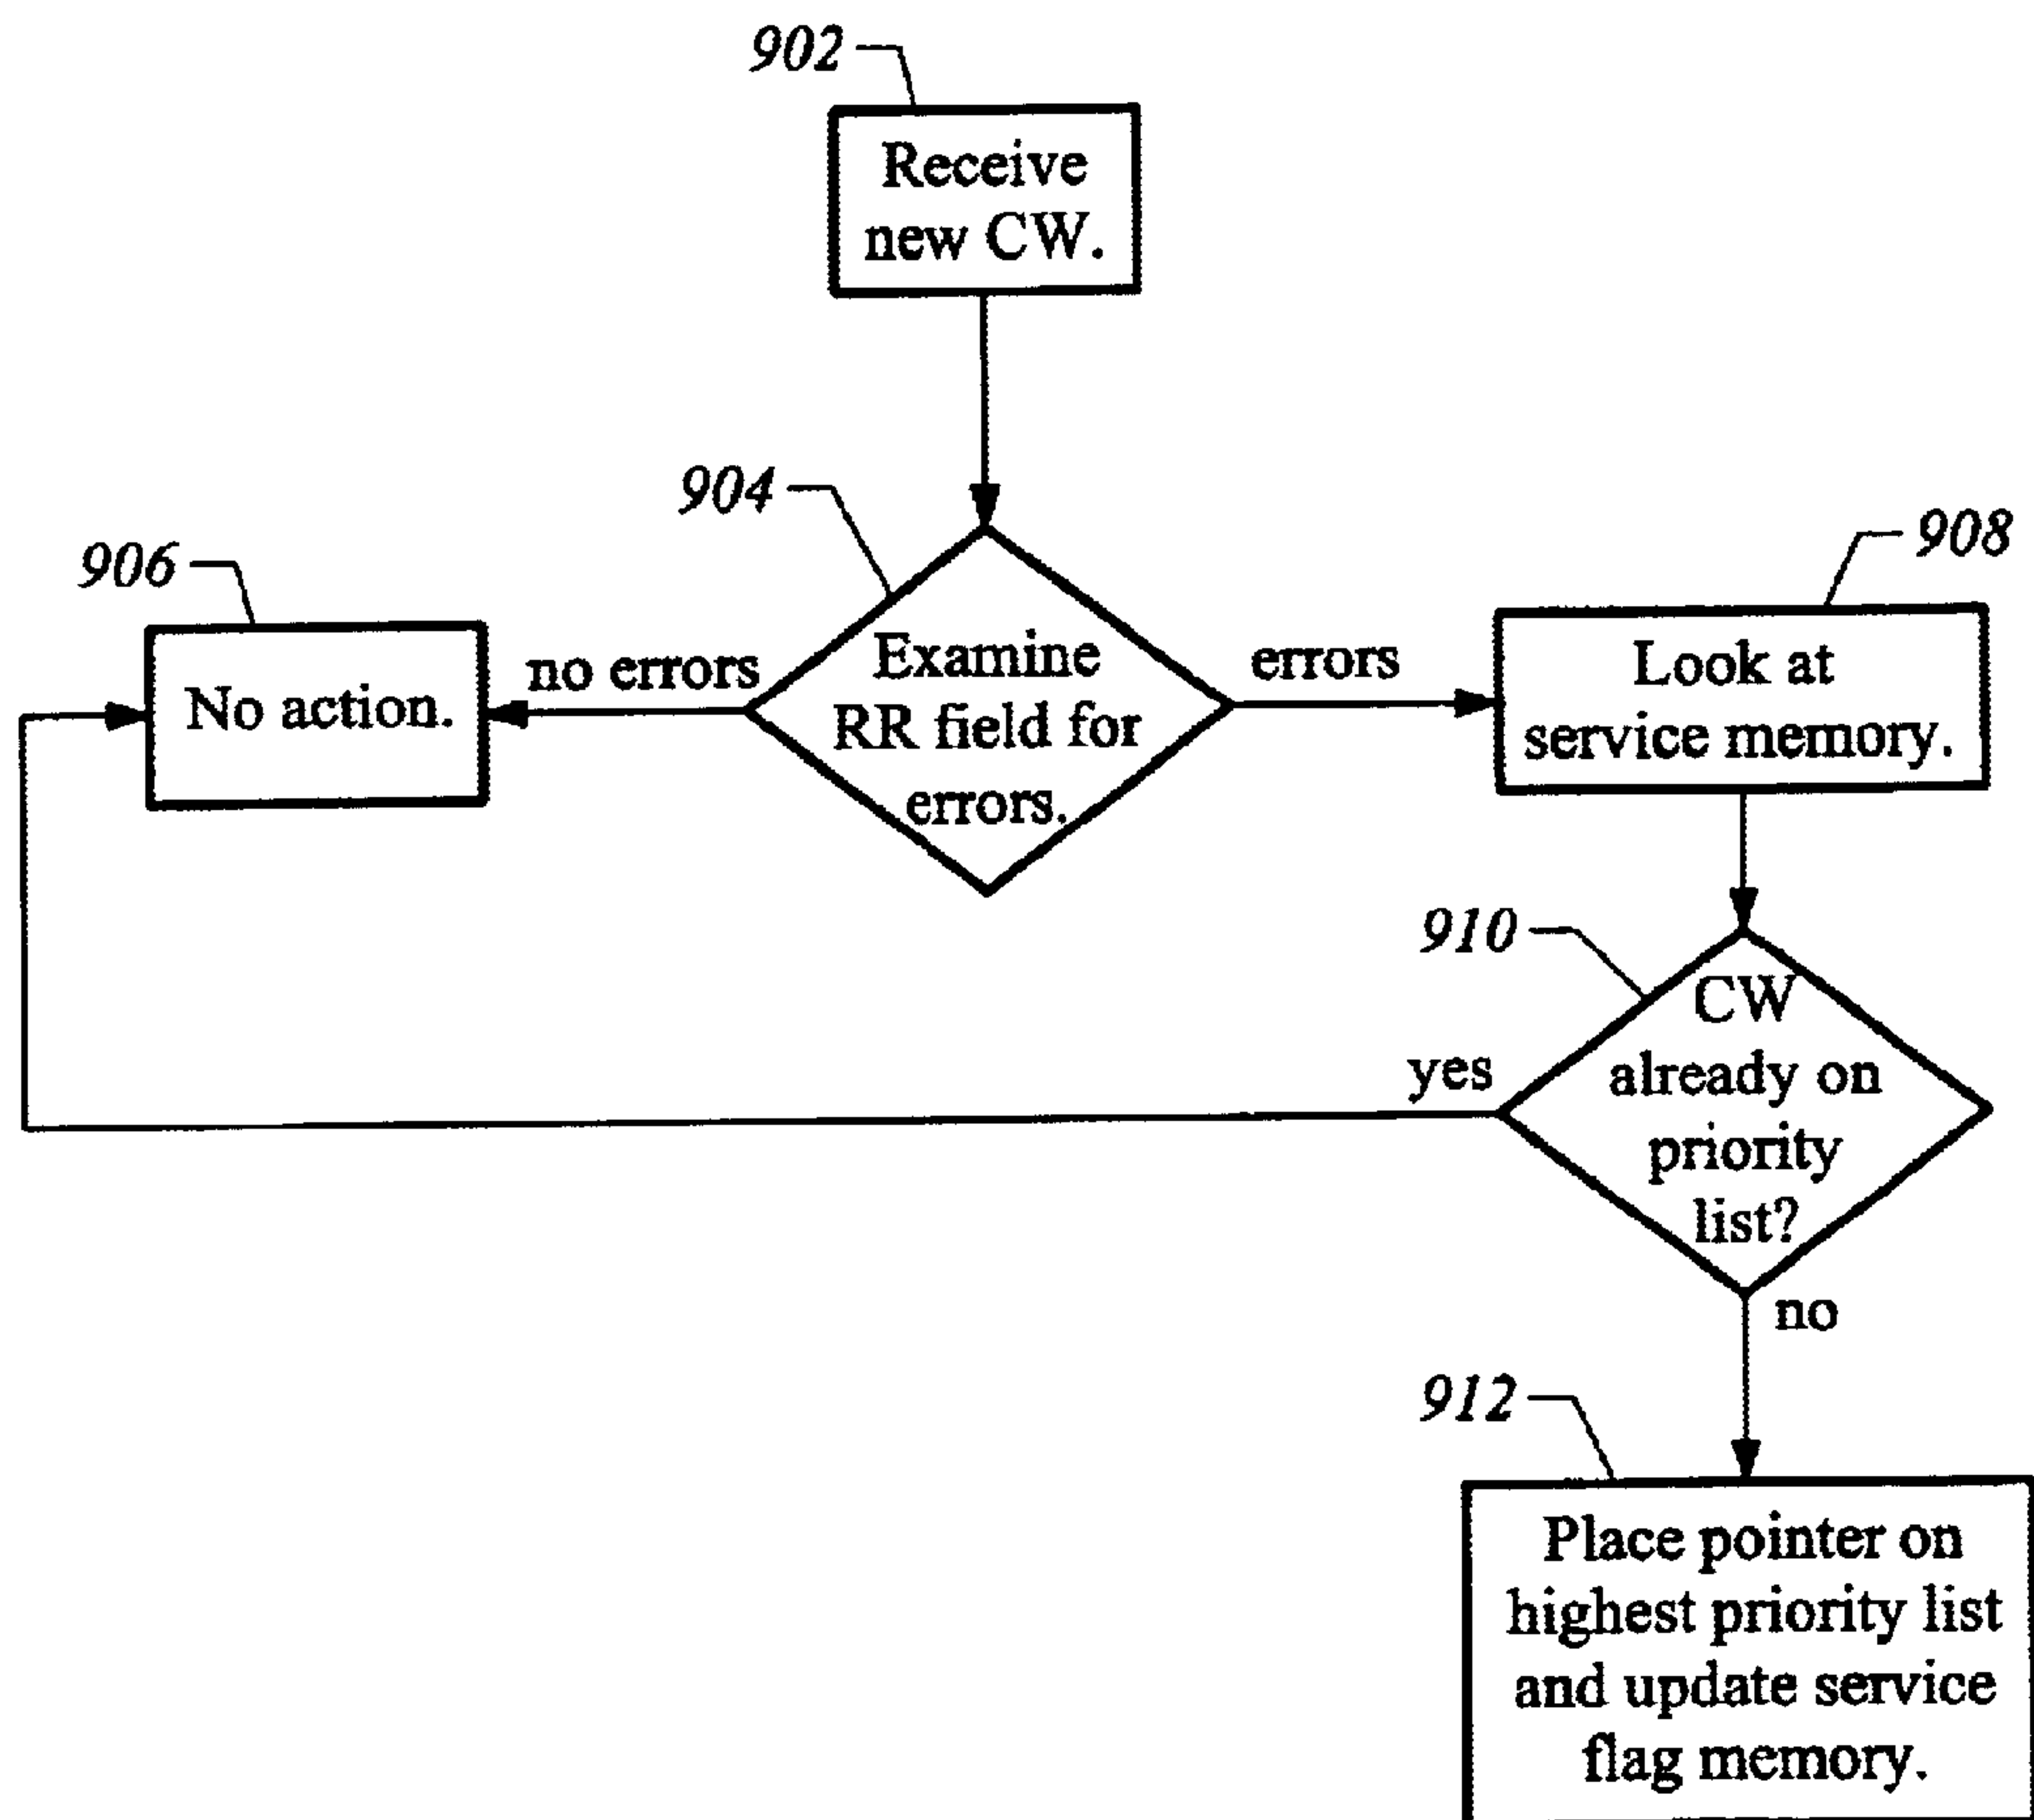 902
Receive
new CW.
904
Examine
RR field for
errors.
906
No action.
no errors
errors
908
Look at
service memory.
910
CW
already on
priority
list?
yes
no
912
Place pointer on
highest priority list
and update service
flag memory.